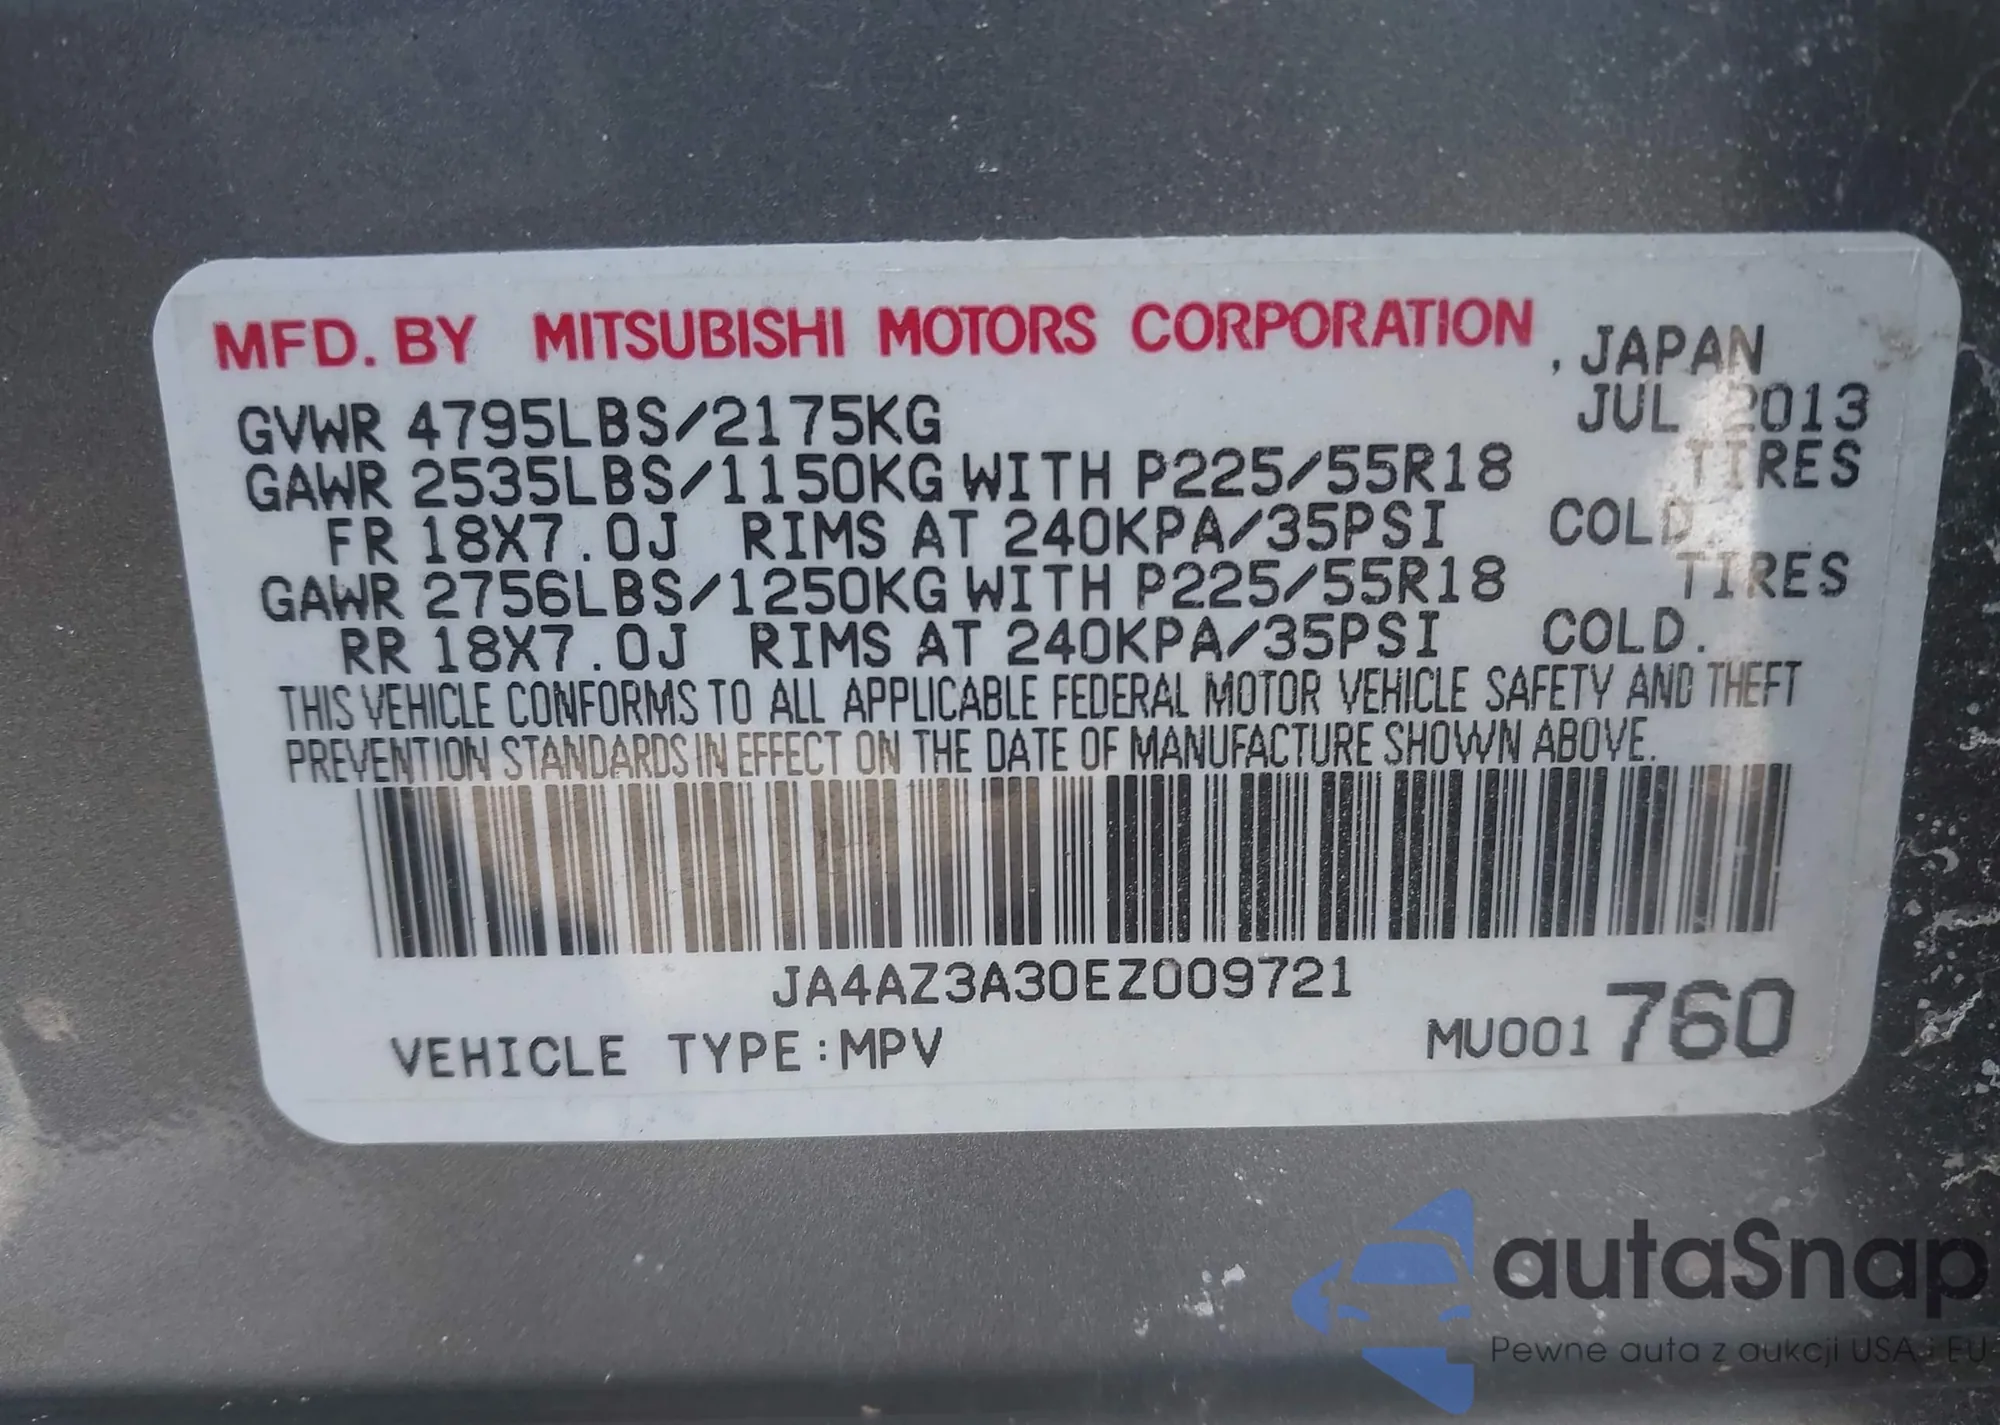 MFD. BY MITSUBISHI MOTORS CORPORATION , JAPAN
GVWR 4795LBS/2175KG JUL 2013
GAWR 2535LBS/1150KG WITH P225/55R18 TIRES
FR 18X7.0J RIMS AT 240KPA/35PSI COLD.
GAWR 2756LBS/1250KG WITH P225/55R18 TIRES
RR 18X7.0J RIMS AT 240KPA/35PSI COLD.
THIS VEHICLE CONFORMS TO ALL APPLICABLE FEDERAL MOTOR VEHICLE SAFETY AND THEFT
PREVENTION STANDARDS IN EFFECT ON THE DATE OF MANUFACTURE SHOWN ABOVE.
JA4AZ3A30EZ009721
VEHICLE TYPE:MPV MU001 760
autaSnap
Pewne auta z aukcji USA i EU